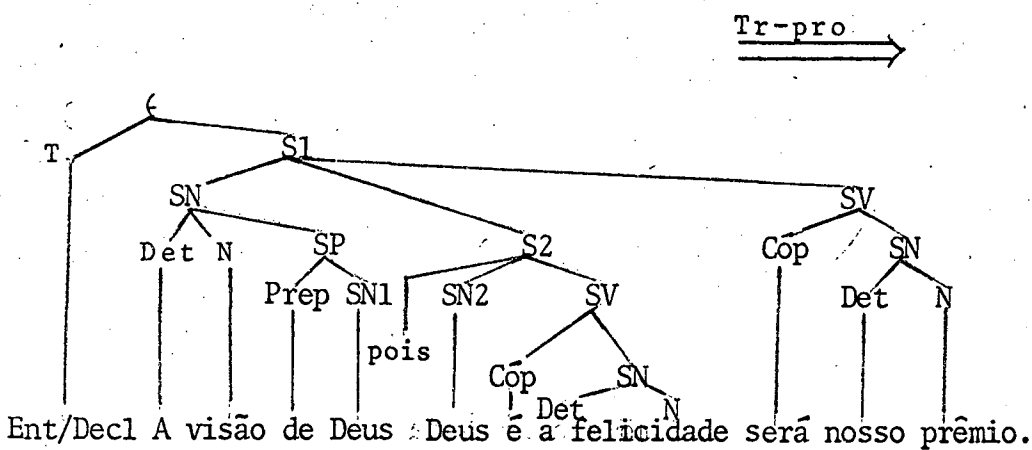 Tr-pro
Є
T S1
SN SV
Det N SP S2 Cop SN
Prep SN1 SN2 SV Det N
pois
Cop SN
Det N
Ent/Decl A visão de Deus Deus é a felicidade será nosso prêmio.